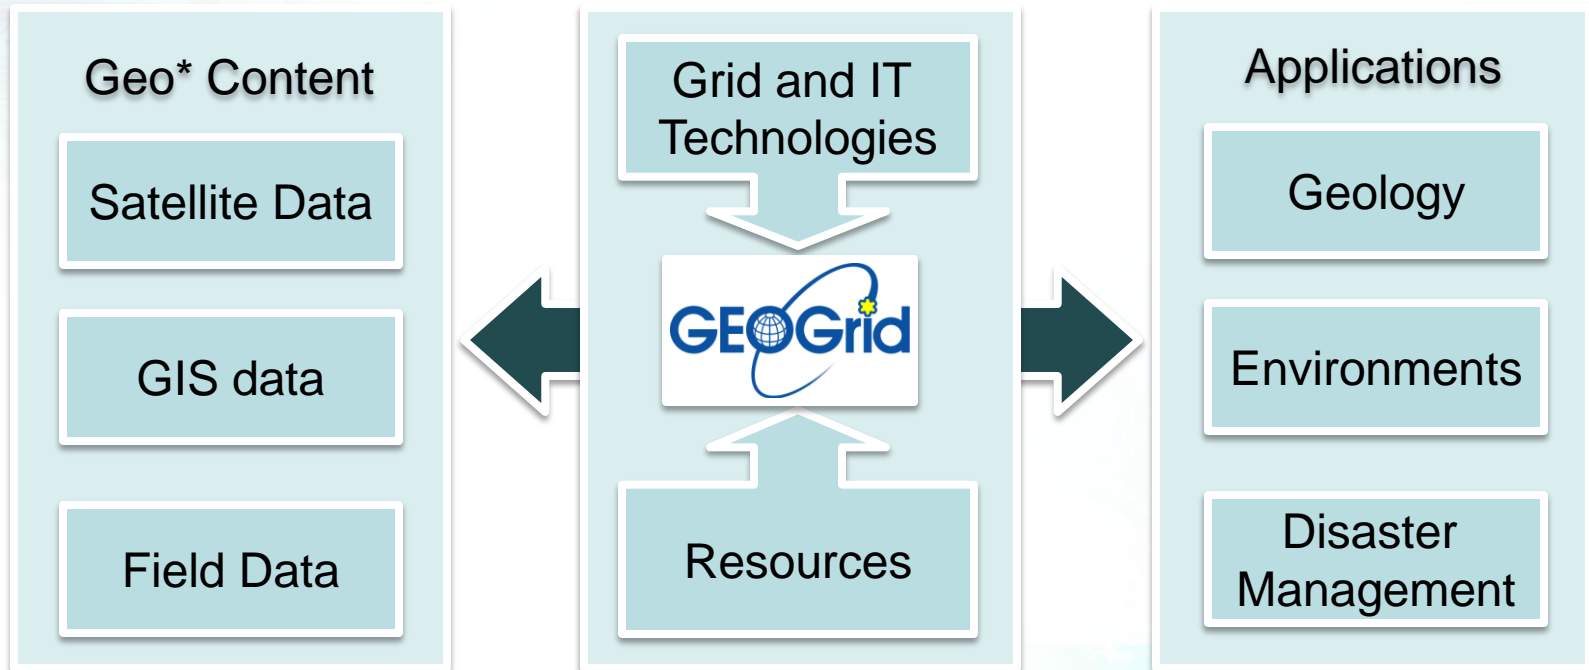 Geo* Content
Satellite Data
GIS data
Field Data
Grid and IT
Technologies
GEOGrid
Resources
Applications
Geology
Environments
Disaster
Management